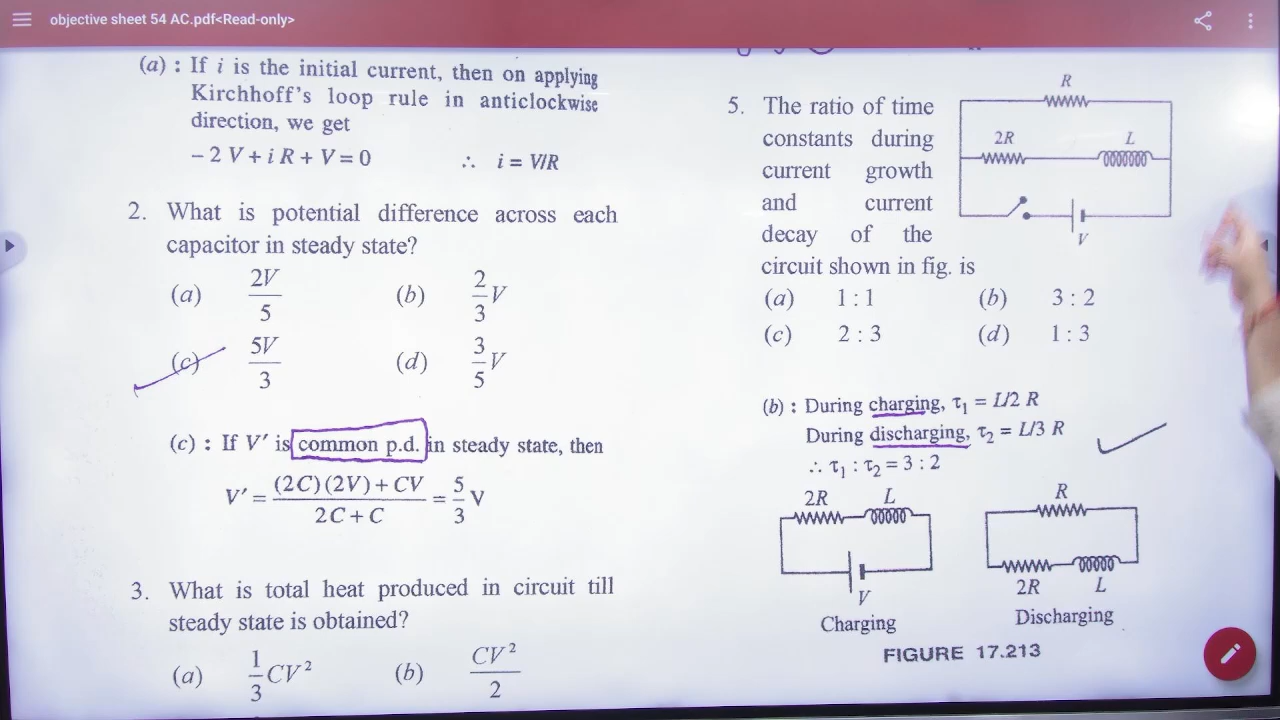 objective sheet 54 AC.pdf<Read-only>
(a) : If i is the initial current, then on applying
Kirchhoff's loop rule in anticlockwise
direction, we get
– 2 V + i R + V = 0 ∴ i = V/R
2. What is potential difference across each
capacitor in steady state?
(a) 2V/5 (b) 2/3 V
(c) 5V/3 (d) 3/5 V
(c) : If V′ is common p.d. in steady state, then
V′ = (2C)(2V) + CV / 2C + C = 5/3 V
3. What is total heat produced in circuit till
steady state is obtained?
(a) 1/3 CV² (b) CV²/2
5. The ratio of time
constants during
current growth
and current
decay of the
circuit shown in fig. is
R
2R L
V
(a) 1 : 1 (b) 3 : 2
(c) 2 : 3 (d) 1 : 3
(b) : During charging, τ₁ = L/2 R
During discharging, τ₂ = L/3 R
∴ τ₁ : τ₂ = 3 : 2
2R L
V
Charging
R
2R L
Discharging
FIGURE 17.213